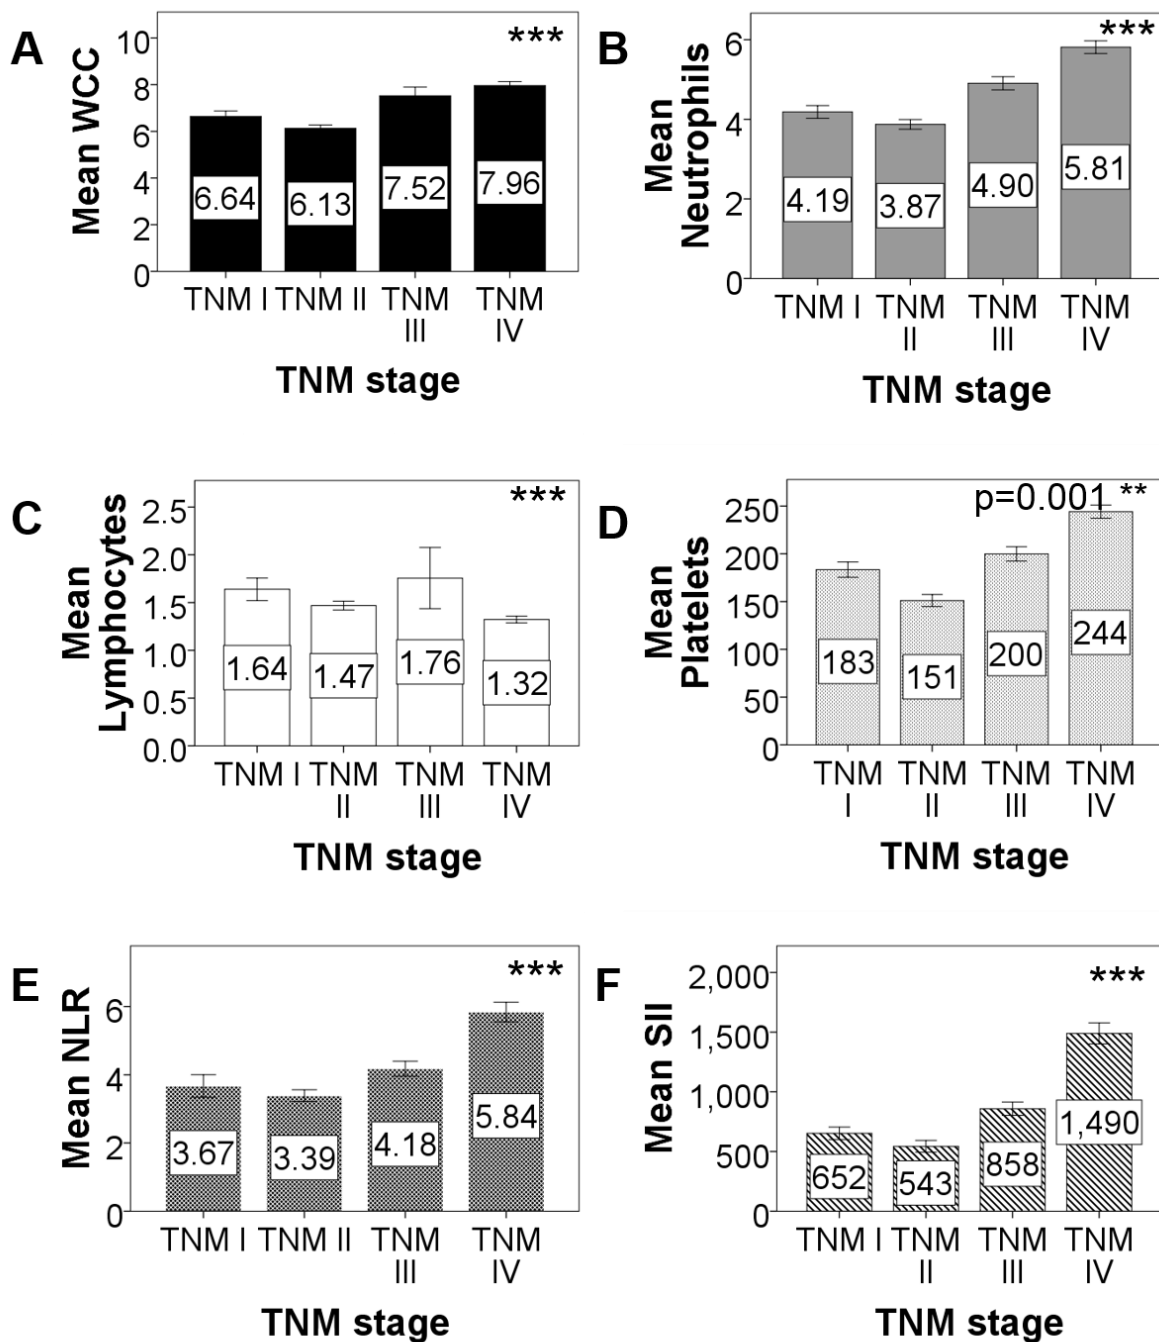 A
Mean WCC
10
8
6
4
2
0
***
6.64
6.13
7.52
7.96
TNM I
TNM II
TNM III
TNM IV
TNM stage
B
Mean Neutrophils
6
4
2
0
***
4.19
3.87
4.90
5.81
TNM I
TNM II
TNM III
TNM IV
TNM stage
C
Mean Lymphocytes
2.5
2.0
1.5
1.0
0.5
0.0
***
1.64
1.47
1.76
1.32
TNM I
TNM II
TNM III
TNM IV
TNM stage
D
Mean Platelets
250
200
150
100
50
0
p=0.001 **
183
151
200
244
TNM I
TNM II
TNM III
TNM IV
TNM stage
E
Mean NLR
6
4
2
0
***
3.67
3.39
4.18
5.84
TNM I
TNM II
TNM III
TNM IV
TNM stage
F
Mean SII
2,000
1,500
1,000
500
0
***
652
543
858
1,490
TNM I
TNM II
TNM III
TNM IV
TNM stage